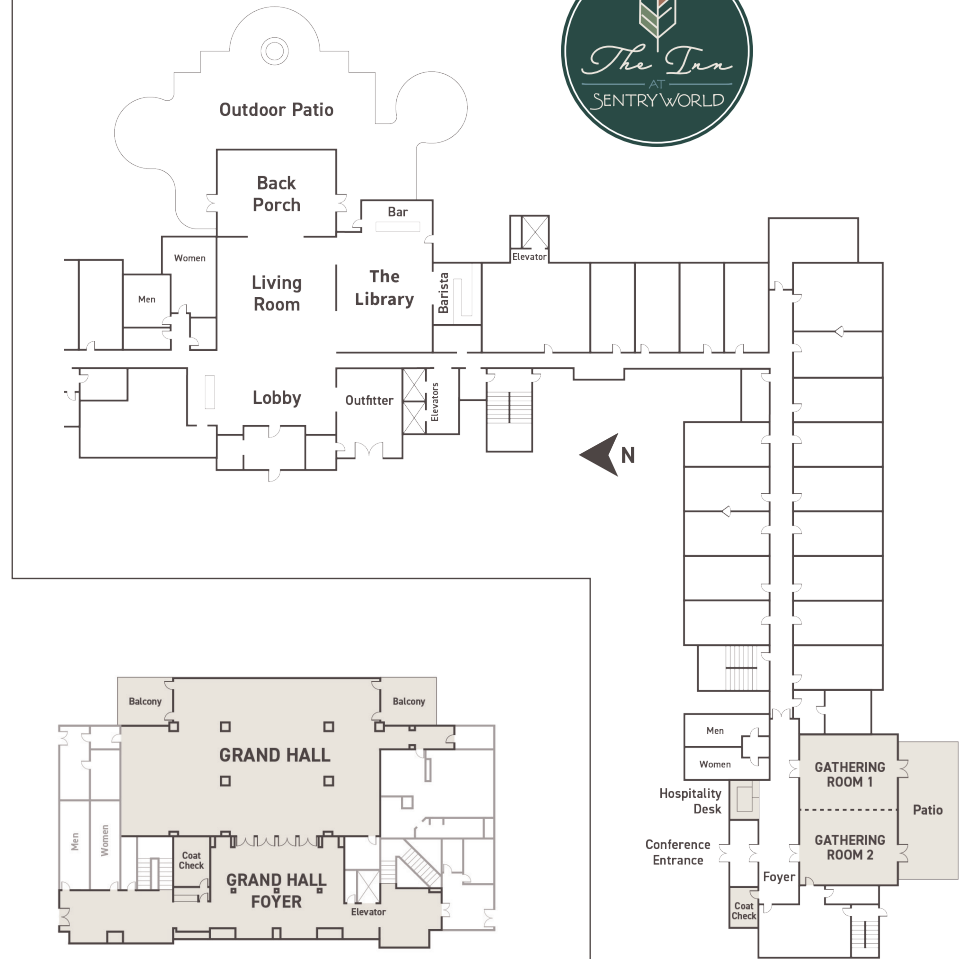 The Inn
AT
SENTRYWORLD
Outdoor Patio
Back
Porch
Bar
Women
Elevator
Living
Room
The
Library
Barista
Men
Lobby
Outfitter
Elevators
N
Balcony
Balcony
GRAND HALL
Men
Women
Coat
Check
GRAND HALL
FOYER
Elevator
Men
Women
Hospitality
Desk
GATHERING
ROOM 1
Patio
Conference
Entrance
GATHERING
ROOM 2
Foyer
Coat
Check